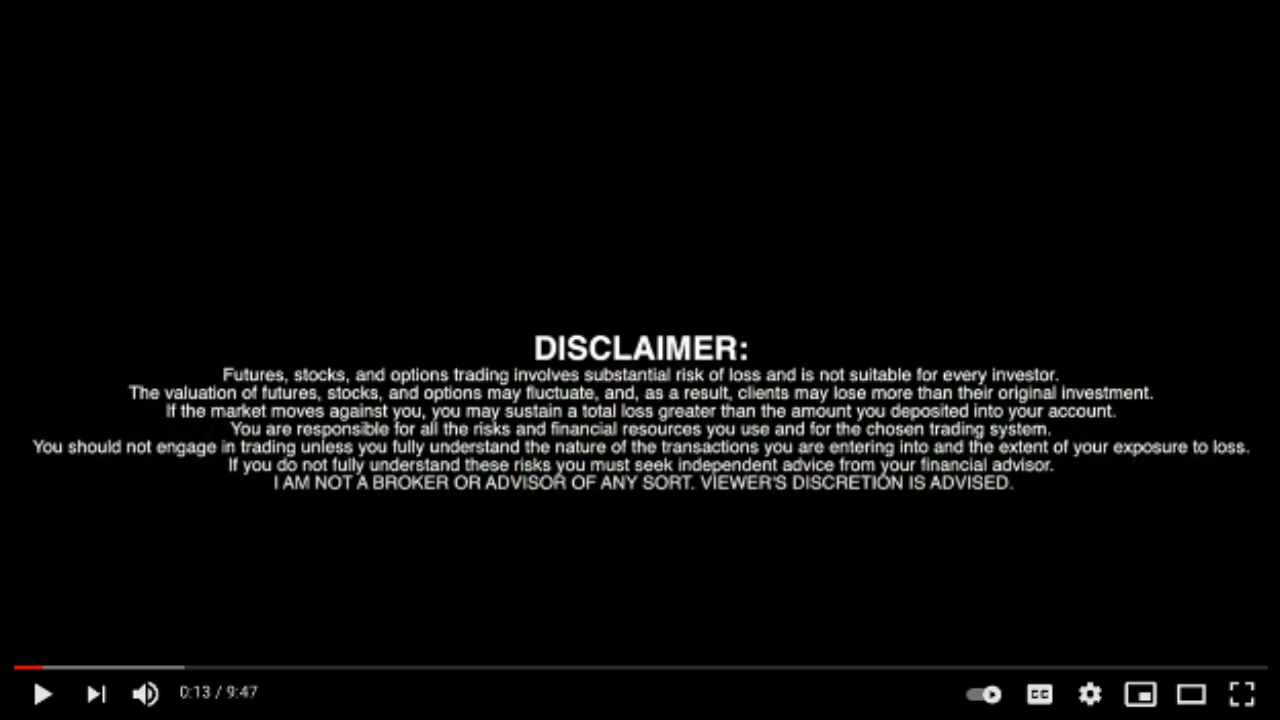 DISCLAIMER:
Futures, stocks, and options trading involves substantial risk of loss and is not suitable for every investor.
The valuation of futures, stocks, and options may fluctuate, and, as a result, clients may lose more than their original investment.
If the market moves against you, you may sustain a total loss greater than the amount you deposited into your account.
You are responsible for all the risks and financial resources you use and for the chosen trading system.
You should not engage in trading unless you fully understand the nature of the transactions you are entering into and the extent of your exposure to loss.
If you do not fully understand these risks you must seek independent advice from your financial advisor.
I AM NOT A BROKER OR ADVISOR OF ANY SORT. VIEWER'S DISCRETION IS ADVISED.
0:13 / 9:47
CC